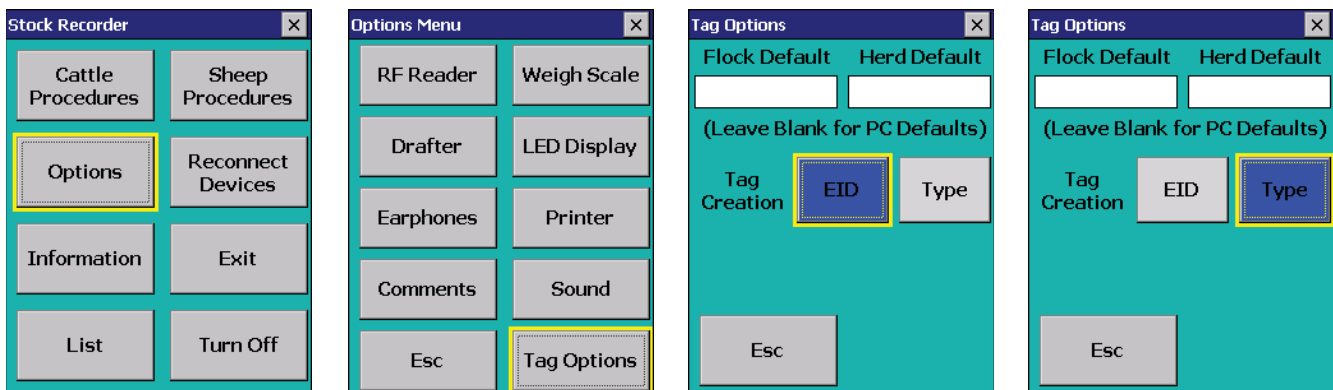 Stock Recorder
Cattle
Procedures
Sheep
Procedures
Options
Reconnect
Devices
Information
Exit
List
Turn Off
Options Menu
RF Reader
Weigh Scale
Drafter
LED Display
Earphones
Printer
Comments
Sound
Esc
Tag Options
Tag Options
Flock Default Herd Default
(Leave Blank for PC Defaults)
Tag
Creation
EID
Type
Esc
Tag Options
Flock Default Herd Default
(Leave Blank for PC Defaults)
Tag
Creation
EID
Type
Esc